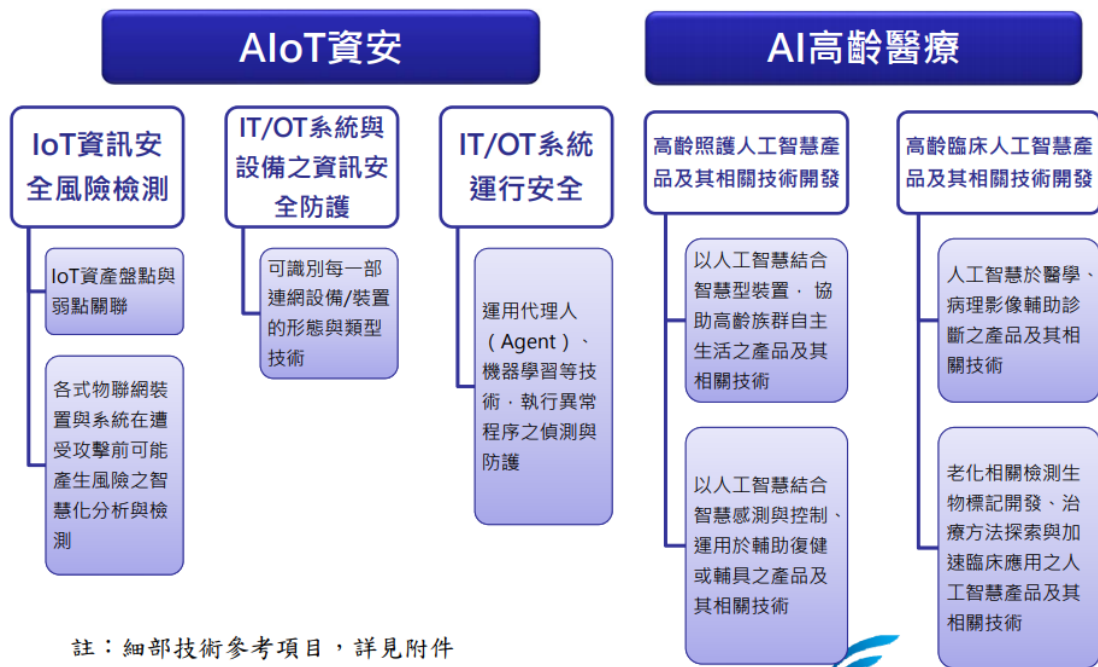 AIoT資安
IoT資訊安
全風險檢測
IoT資產盤點與
弱點關聯
各式物聯網裝
置與系統在遭
受攻擊前可能
產生風險之智
慧化分析與檢
測
IT/OT系統與
設備之資訊安
全防護
可識別每一部
連網設備/裝置
的形態與類型
技術
IT/OT系統
運行安全
運用代理人
（Agent）、
機器學習等技
術，執行異常
程序之偵測與
防護
AI高齡醫療
高齡照護人工智慧產
品及其相關技術開發
以人工智慧結合
智慧型裝置， 協
助高齡族群自主
生活之產品及其
相關技術
以人工智慧結合
智慧感測與控制、
運用於輔助復健
或輔具之產品及
其相關技術
高齡臨床人工智慧產
品及其相關技術開發
人工智慧於醫學、
病理影像輔助診
斷之產品及其相
關技術
老化相關檢測生
物標記開發、治
療方法探索與加
速臨床應用之人
工智慧產品及其
相關技術
註：細部技術參考項目，詳見附件